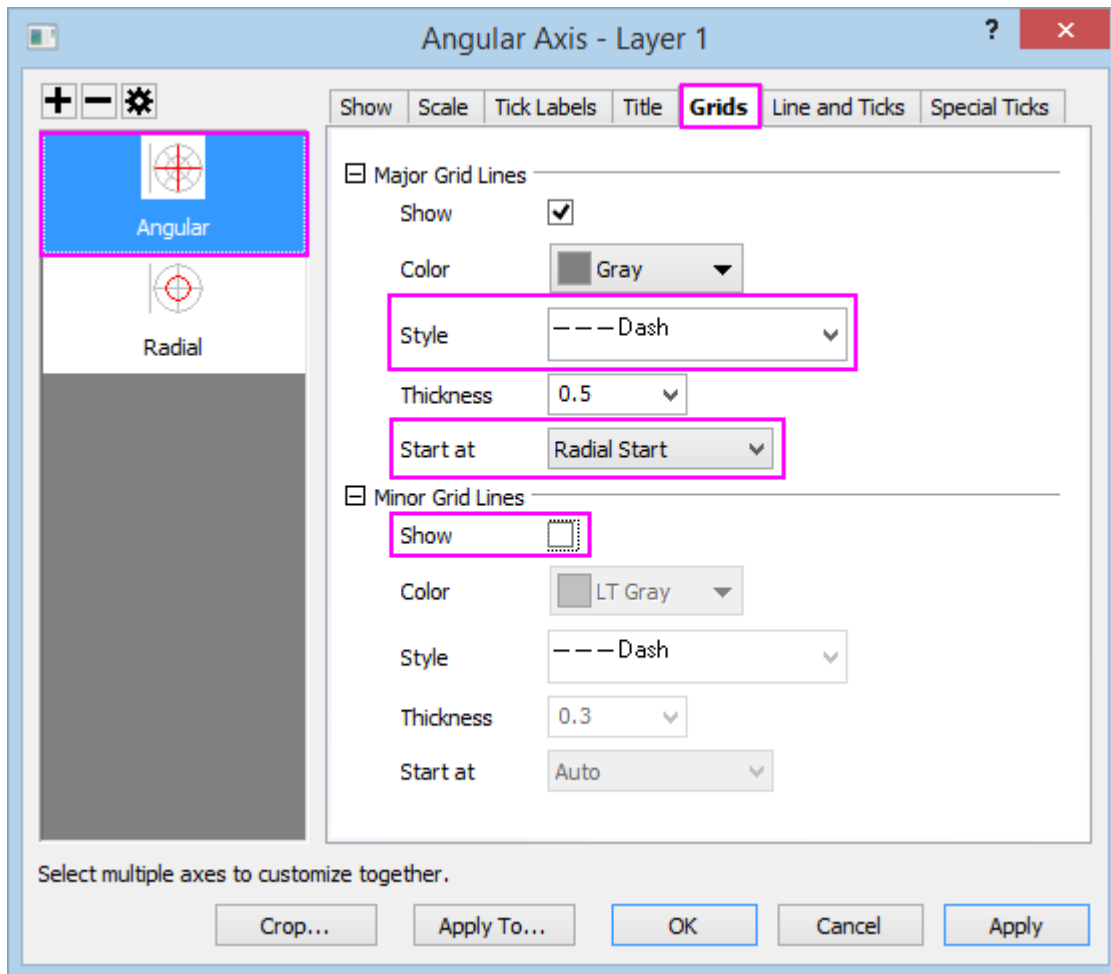 Angular Axis - Layer 1
?
Show Scale Tick Labels Title Grids Line and Ticks Special Ticks
Angular
Radial
Major Grid Lines
Show
Color Gray
Style Dash
Thickness 0.5
Start at Radial Start
Minor Grid Lines
Show
Color LT Gray
Style Dash
Thickness 0.3
Start at Auto
Select multiple axes to customize together.
Crop... Apply To... OK Cancel Apply